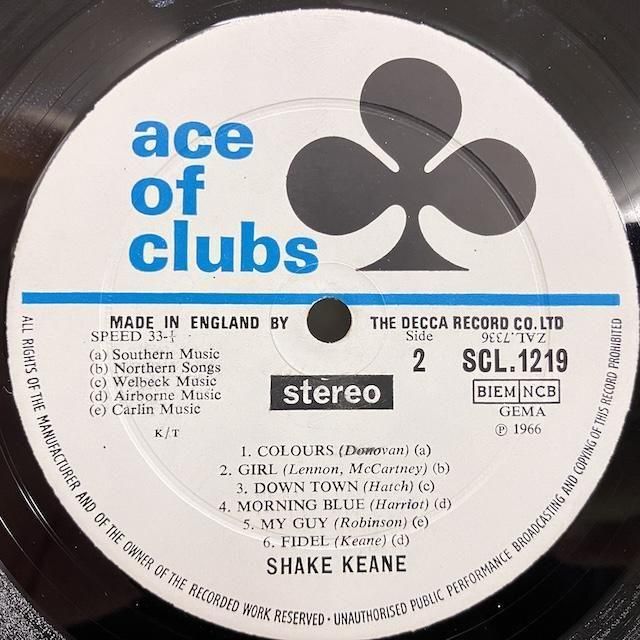 ace
of
clubs
MADE IN ENGLAND BY THE DECCA RECORD CO. LTD
SPEED 33-⅓
(a) Southern Music
(b) Northern Songs
(c) Welbeck Music
(d) Airborne Music
(e) Carlin Music
K/T
stereo
Side
2
ZAL.7336
SCL.1219
BIEM NCB
GEMA
℗ 1966
1. COLOURS (Donovan) (a)
2. GIRL (Lennon, McCartney) (b)
3. DOWN TOWN (Hatch) (c)
4. MORNING BLUE (Harriot) (d)
5. MY GUY (Robinson) (e)
6. FIDEL (Keane) (d)
SHAKE KEANE
ALL RIGHTS OF THE MANUFACTURER AND OF THE OWNER OF THE RECORDED WORK RESERVED · UNAUTHORISED PUBLIC PERFORMANCE BROADCASTING AND COPYING OF THIS RECORD PROHIBITED